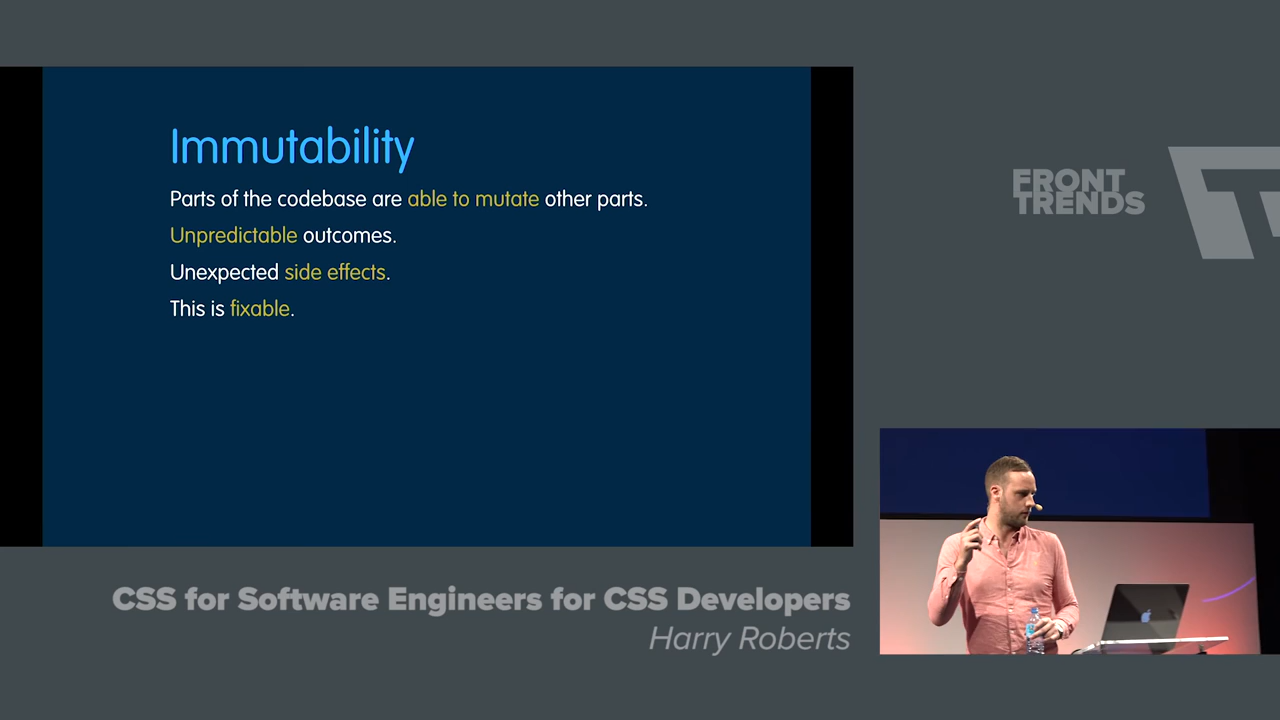 Immutability
Parts of the codebase are able to mutate other parts.
Unpredictable outcomes.
Unexpected side effects.
This is fixable.
FRONT
TRENDS
CSS for Software Engineers for CSS Developers
Harry Roberts